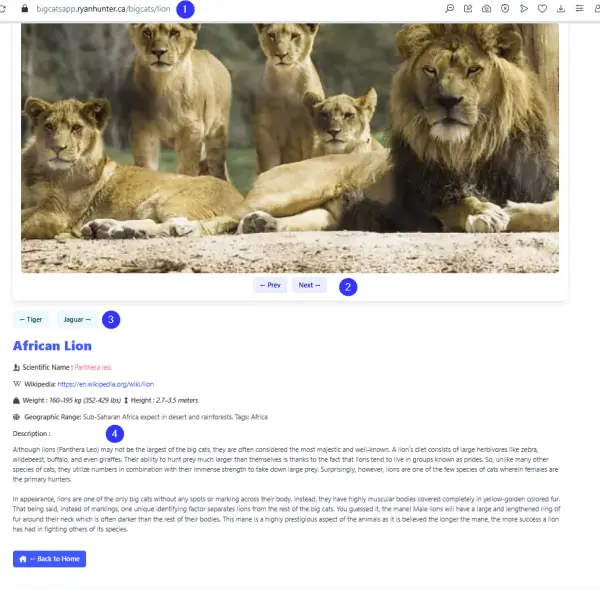 bigcatsapp.ryanhunter.ca/bigcats/lion 1
← Prev Next → 2
← Tiger Jaguar → 3
African Lion
Scientific Name : Panthera leo
W Wikipedia: https://en.wikipedia.org/wiki/lion
Weight : 160–195 kg (352-429 lbs) Height : 2.7–3.5 meters
Geographic Range: Sub-Saharan Africa expect in desert and rainforests. Tags: Africa
Description : 4
Although lions (Panthera Leo) may not be the largest of the big cats, they are often considered the most majestic and well-known. A lion's diet consists of large herbivores like zebra,
wildebeest, buffalo, and even giraffes. Their ability to hunt prey much larger than themselves is thanks to the fact that lions tend to live in groups known as prides. So, unlike many other
species of cats, they utilize numbers in combination with their immense strength to take down large prey. Surprisingly, however, lions are one of the few species of cats wherein females are
the primary hunters.
In appearance, lions are one of the only big cats without any spots or marking across their body. Instead, they have highly muscular bodies covered completely in yellow-golden colored fur.
That being said, instead of markings, one unique identifying factor separates lions from the rest of the big cats. You guessed it, the mane! Male lions will have a large and lengthened ring of
fur around their neck which is often darker than the rest of their bodies. This mane is a highly prestigious aspect of the animals as it is believed the longer the mane, the more success a lion
has had in fighting others of its species.
← Back to Home